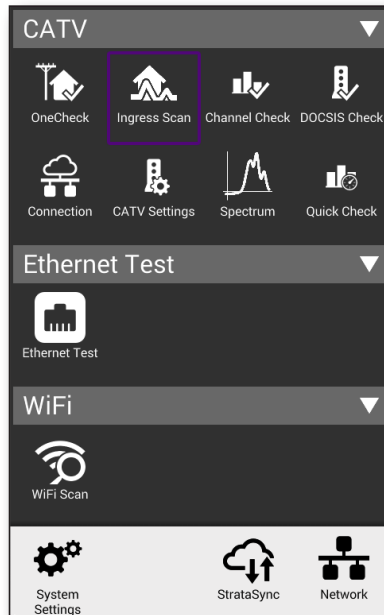 CATV
OneCheck
Ingress Scan
Channel Check
DOCSIS Check
Connection
CATV Settings
Spectrum
Quick Check
Ethernet Test
Ethernet Test
WiFi
WiFi Scan
System
Settings
StrataSync
Network